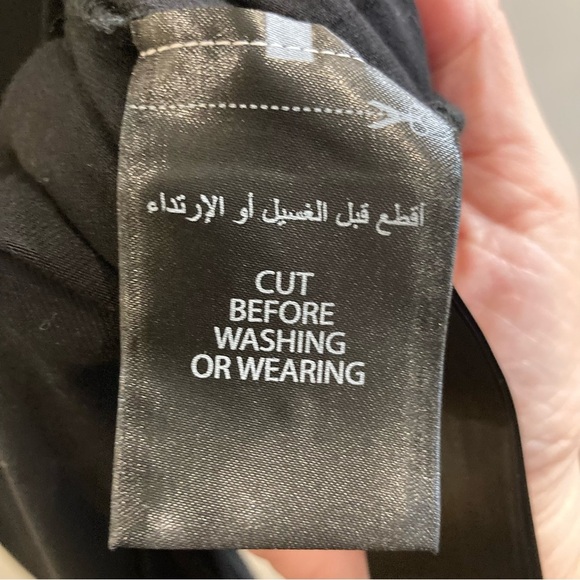 أقطع قبل الغسيل أو الإرتداء
CUT
BEFORE
WASHING
OR WEARING